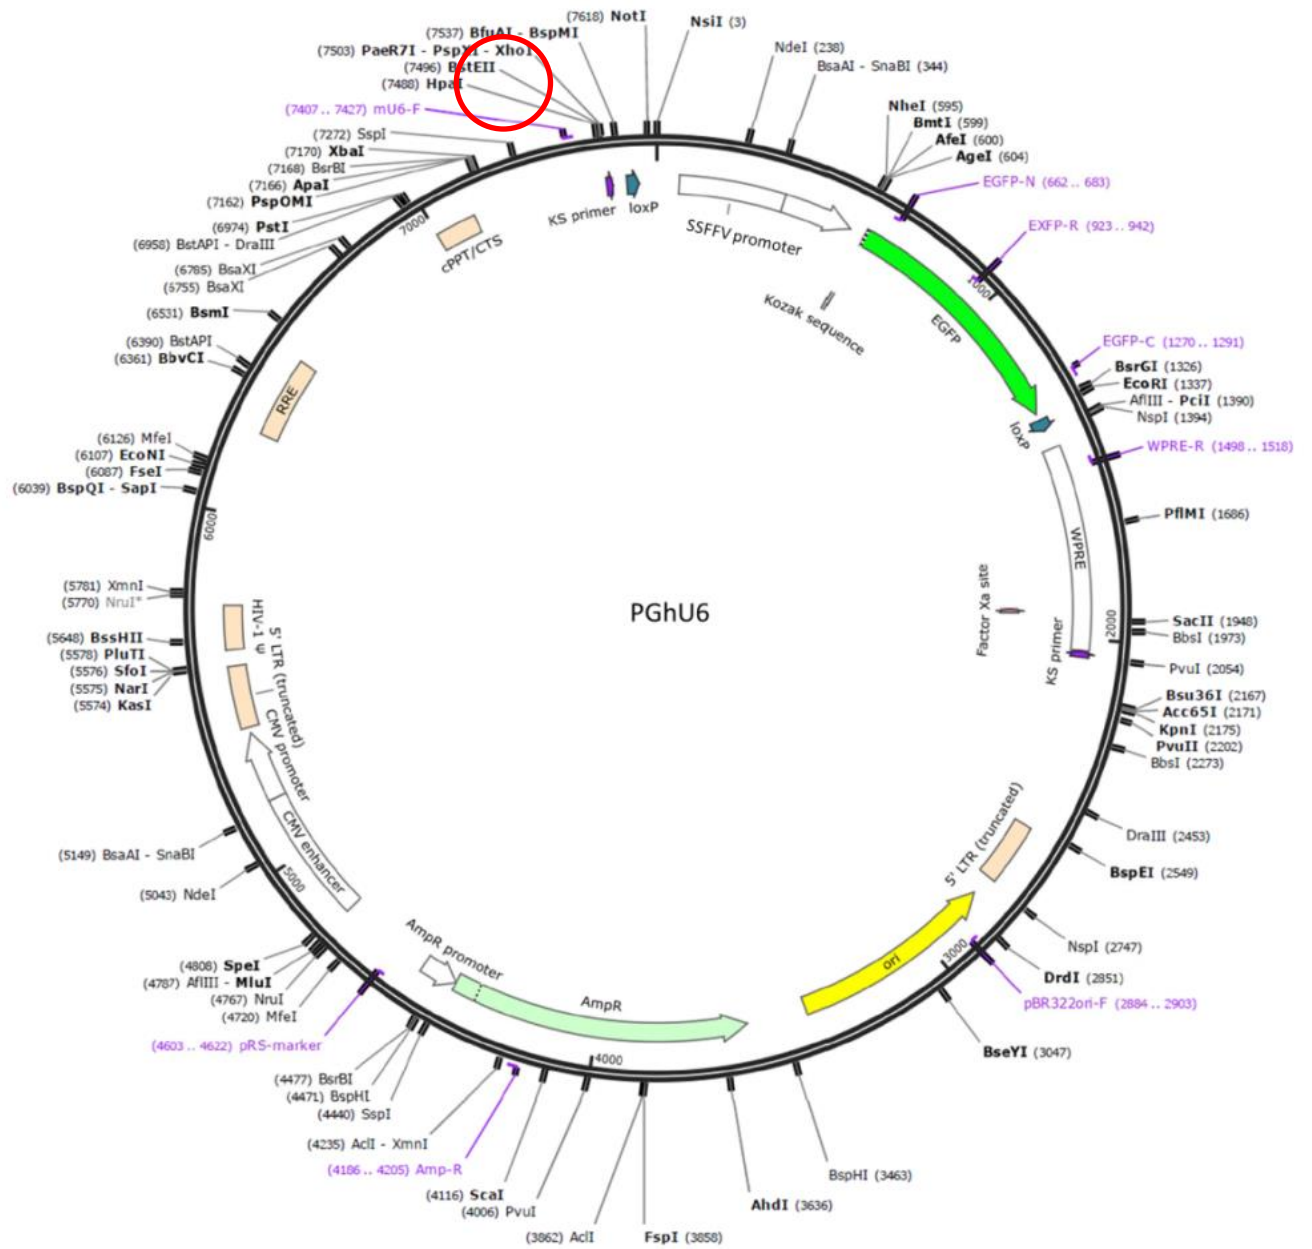 (7618) NotI
NsiI (3)
(7537) BfuAI - BspMI
(7503) PaeR7I - PspXI - XhoI
(7496) BstEII
(7488) HpaI
(7407 .. 7427) mU6-F
(7272) SspI
(7170) XbaI
(7168) BsrBI
(7166) ApaI
(7162) PspOMI
(6974) PstI
(6958) BstAPI - DraIII
(6785) BsaXI
(6755) BsaXI
(6531) BsmI
(6390) BstAPI
(6361) BbvCI
(6126) MfeI
(6107) EcoNI
(6087) FseI
(6039) BspQI - SapI
(5781) XmnI
(5770) NruI*
(5648) BssHII
(5578) PluTI
(5576) SfoI
(5575) NarI
(5574) KasI
(5149) BsaAI - SnaBI
(5043) NdeI
(4808) SpeI
(4787) AflIII - MluI
(4767) NruI
(4720) MfeI
(4603 .. 4622) pRS-marker
(4477) BsrBI
(4471) BspHI
(4440) SspI
(4235) AclI - XmnI
(4186 .. 4205) Amp-R
(4116) ScaI
(4006) PvuI
(3862) AclI
FspI (3858)
NdeI (238)
BsaAI - SnaBI (344)
NheI (595)
BmtI (599)
AfeI (600)
AgeI (604)
EGFP-N (662 .. 683)
EXFP-R (923 .. 942)
EGFP-C (1270 .. 1291)
BsrGI (1326)
EcoRI (1337)
AflIII - PciI (1390)
NspI (1394)
WPRE-R (1498 .. 1518)
PflMI (1686)
SacII (1948)
BbsI (1973)
PvuI (2054)
Bsu36I (2167)
Acc65I (2171)
KpnI (2175)
PvuII (2202)
BbsI (2273)
DraIII (2453)
BspEI (2549)
NspI (2747)
DrdI (2851)
pBR322ori-F (2884 .. 2903)
BseYI (3047)
BspHI (3463)
AhdI (3636)
KS primer
loxP
SSFFV promoter
Kozak sequence
EGFP
loxP
WPRE
Factor Xa site
KS primer
5' LTR (truncated)
ori
AmpR
AmpR promoter
CMV enhancer
CMV promoter
5' LTR (truncated)
HIV-1 Ψ
RRE
cPPT/CTS
1000
2000
3000
4000
5000
6000
7000
PGhU6